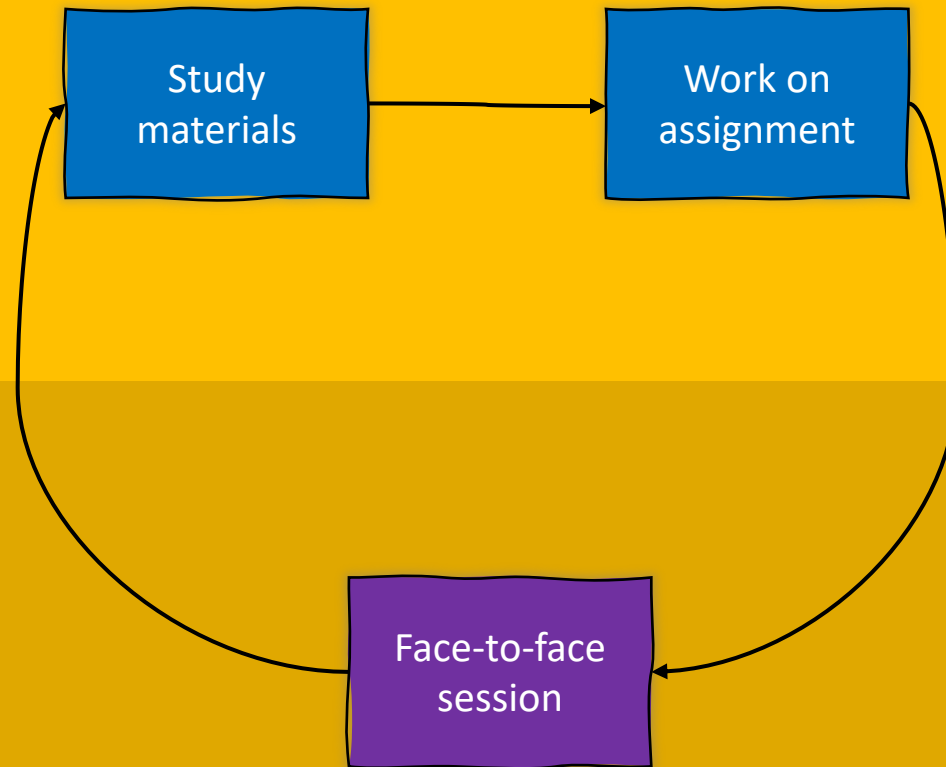 Study
materials
Work on
assignment
Face-to-face
session